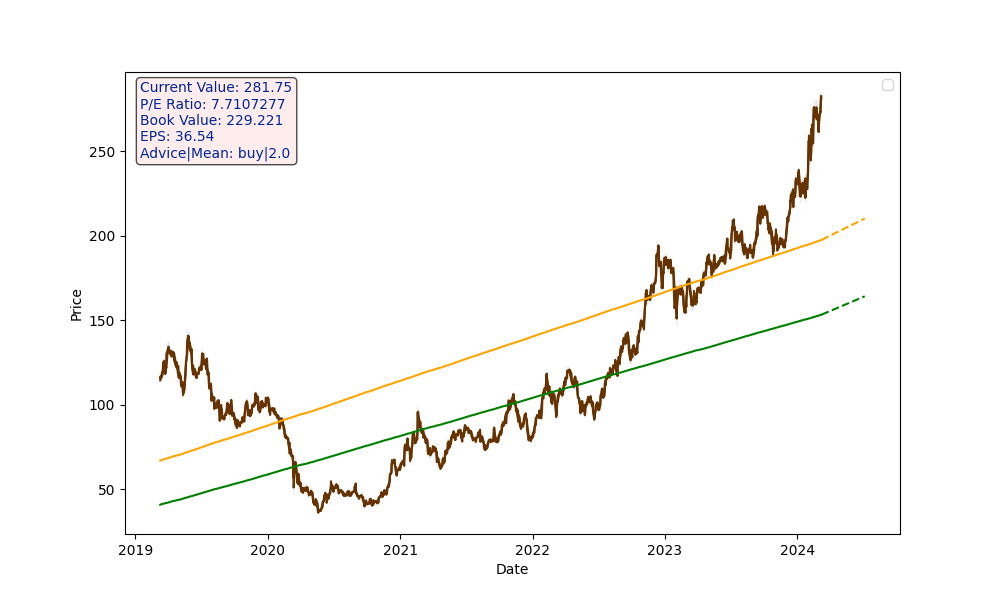 Current Value: 281.75
P/E Ratio: 7.7107277
Book Value: 229.221
EPS: 36.54
Advice|Mean: buy|2.0
250
200
150
100
50
Price
2019
2020
2021
2022
2023
2024
Date